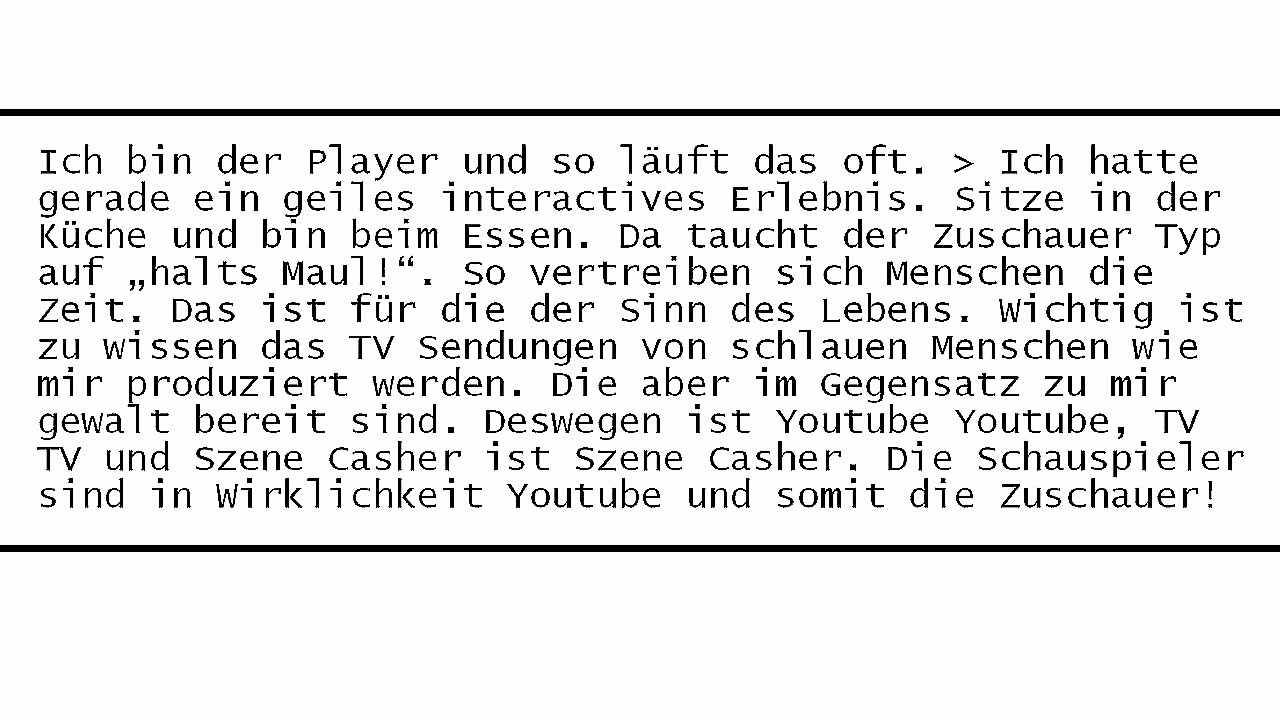 Ich bin der Player und so läuft das oft. > Ich hatte
gerade ein geiles interactives Erlebnis. Sitze in der
Küche und bin beim Essen. Da taucht der Zuschauer Typ
auf „halts Maul!“. So vertreiben sich Menschen die
Zeit. Das ist für die der Sinn des Lebens. Wichtig ist
zu wissen das TV Sendungen von schlauen Menschen wie
mir produziert werden. Die aber im Gegensatz zu mir
gewalt bereit sind. Deswegen ist Youtube Youtube, TV
TV und Szene Casher ist Szene Casher. Die Schauspieler
sind in Wirklichkeit Youtube und somit die Zuschauer!